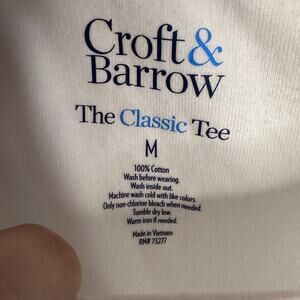 Croft&
Barrow
The Classic Tee
M
100% Cotton
Wash before wearing.
Wash inside out.
Machine wash cold with like colors.
Only non-chlorine bleach when needed.
Tumble dry low.
Warm iron if needed.
Made in Vietnam
RN# 73277